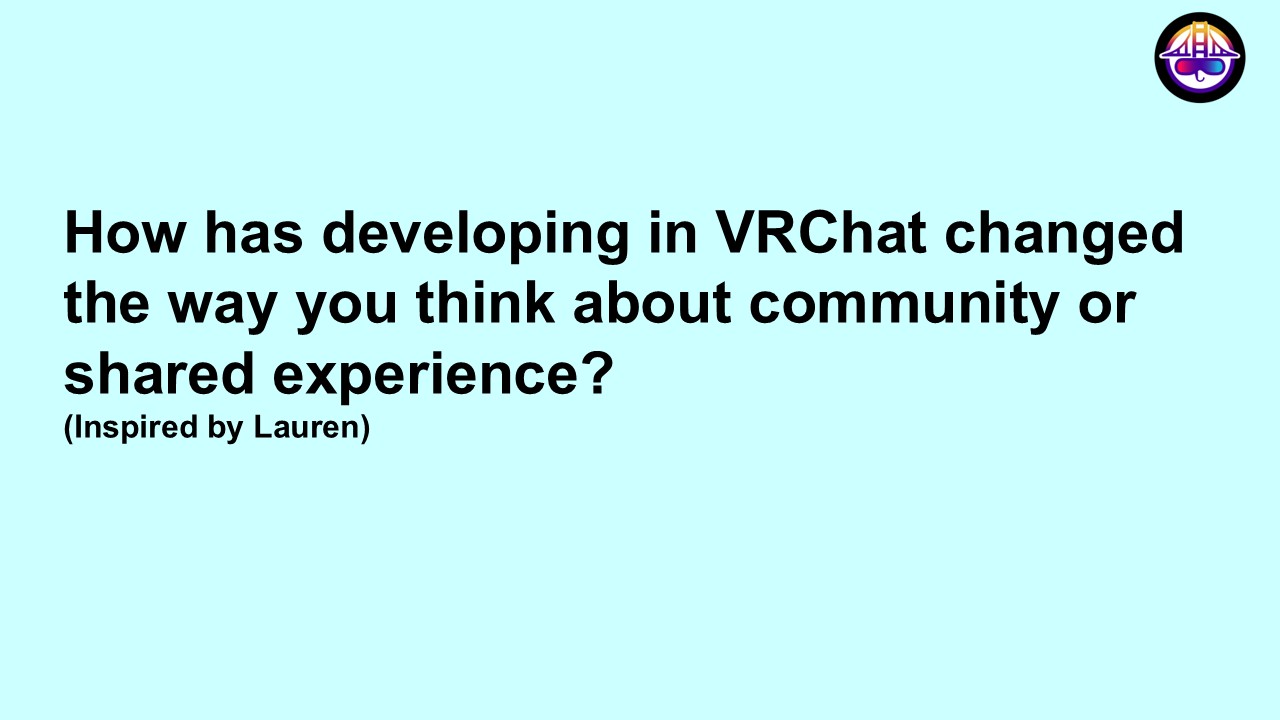 How has developing in VRChat changed
the way you think about community or
shared experience?
(Inspired by Lauren)